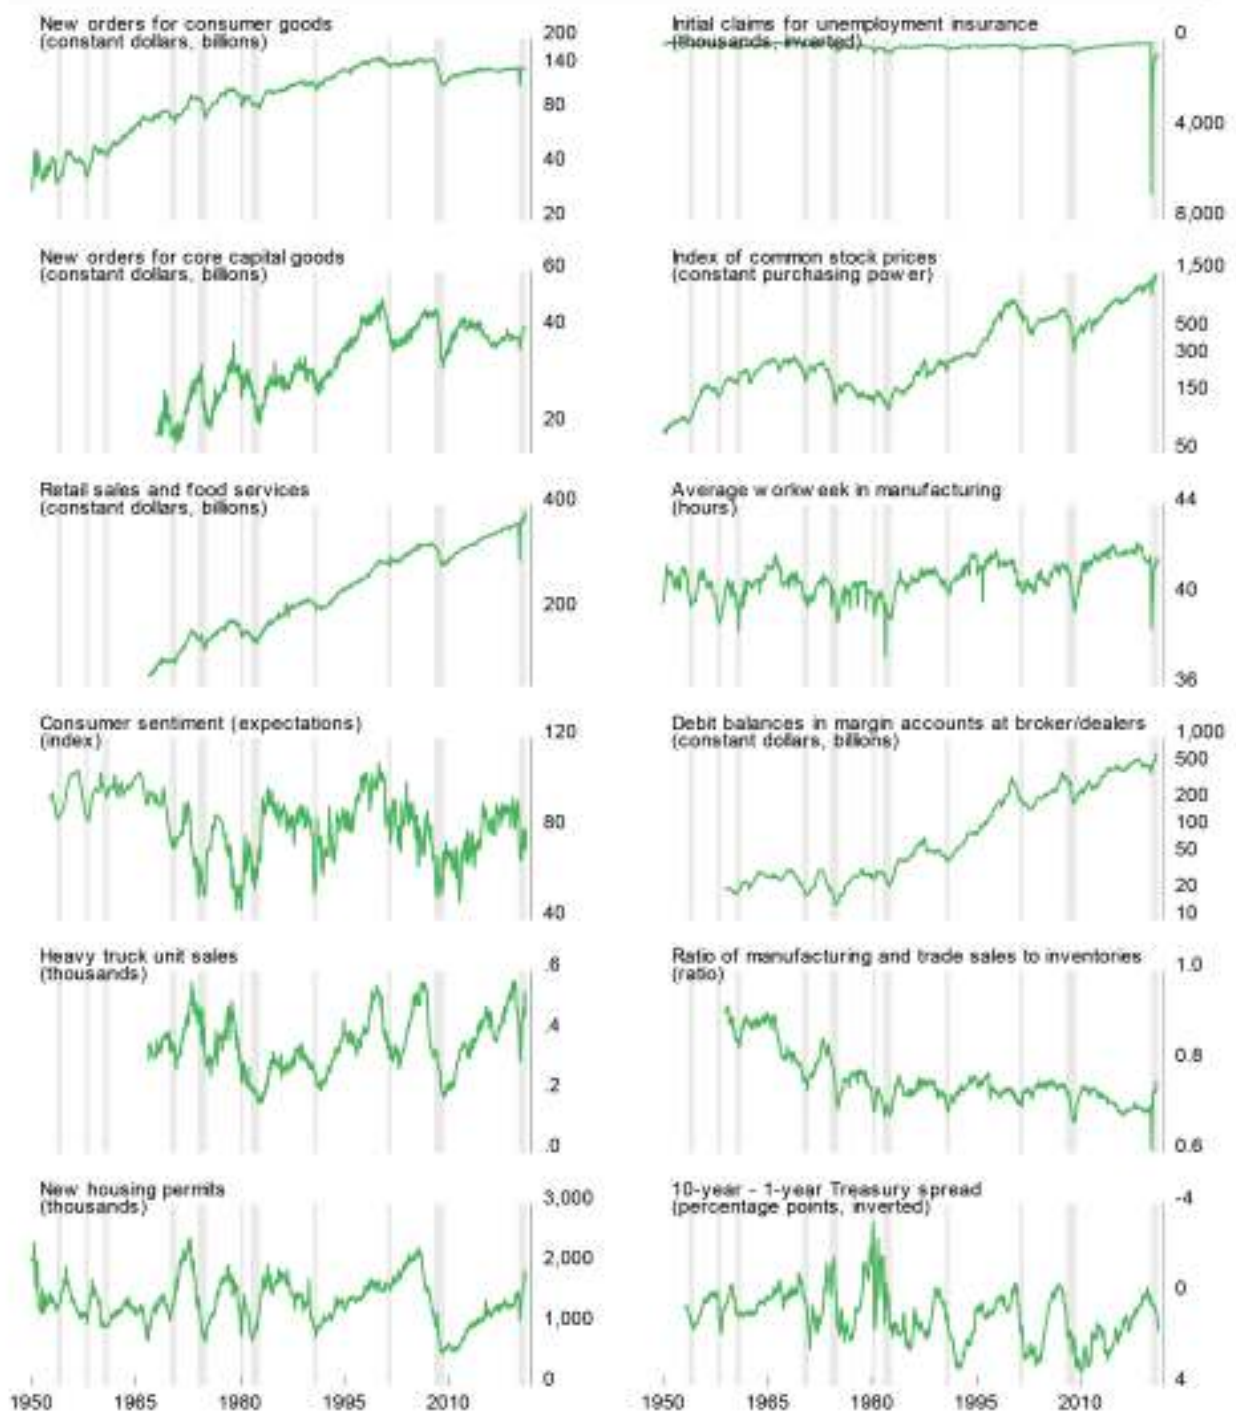 New orders for consumer goods
(constant dollars, billions)
200
140
80
40
20
Initial claims for unemployment insurance
(thousands, inverted)
0
4,000
8,000
New orders for core capital goods
(constant dollars, billions)
60
40
20
Index of common stock prices
(constant purchasing power)
1,500
500
300
150
50
Retail sales and food services
(constant dollars, billions)
400
200
Average workweek in manufacturing
(hours)
44
40
36
Consumer sentiment (expectations)
(index)
120
80
40
Debit balances in margin accounts at broker/dealers
(constant dollars, billions)
1,000
500
200
100
50
20
10
Heavy truck unit sales
(thousands)
.6
.4
.2
.0
Ratio of manufacturing and trade sales to inventories
(ratio)
1.0
0.8
0.6
New housing permits
(thousands)
3,000
2,000
1,000
0
1950 1965 1980 1995 2010
10-year - 1-year Treasury spread
(percentage points, inverted)
-4
0
4
1950 1965 1980 1995 2010